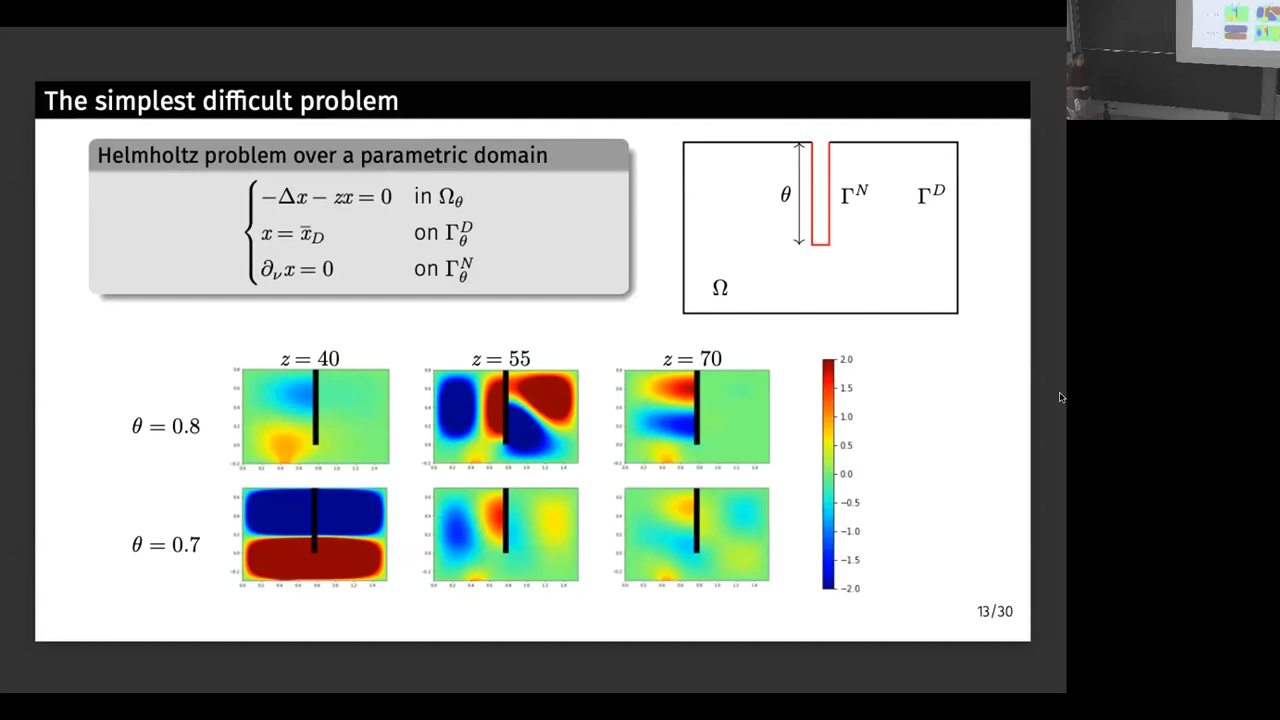 The simplest difficult problem
Helmholtz problem over a parametric domain
−Δx − zx = 0 in Ω_θ
x = x̄_D on Γ_θ^D
∂_ν x = 0 on Γ_θ^N
θ
Γ^N
Γ^D
Ω
z = 40
z = 55
z = 70
θ = 0.8
θ = 0.7
2.0
1.5
1.0
0.5
0.0
−0.5
−1.0
−1.5
−2.0
13/30